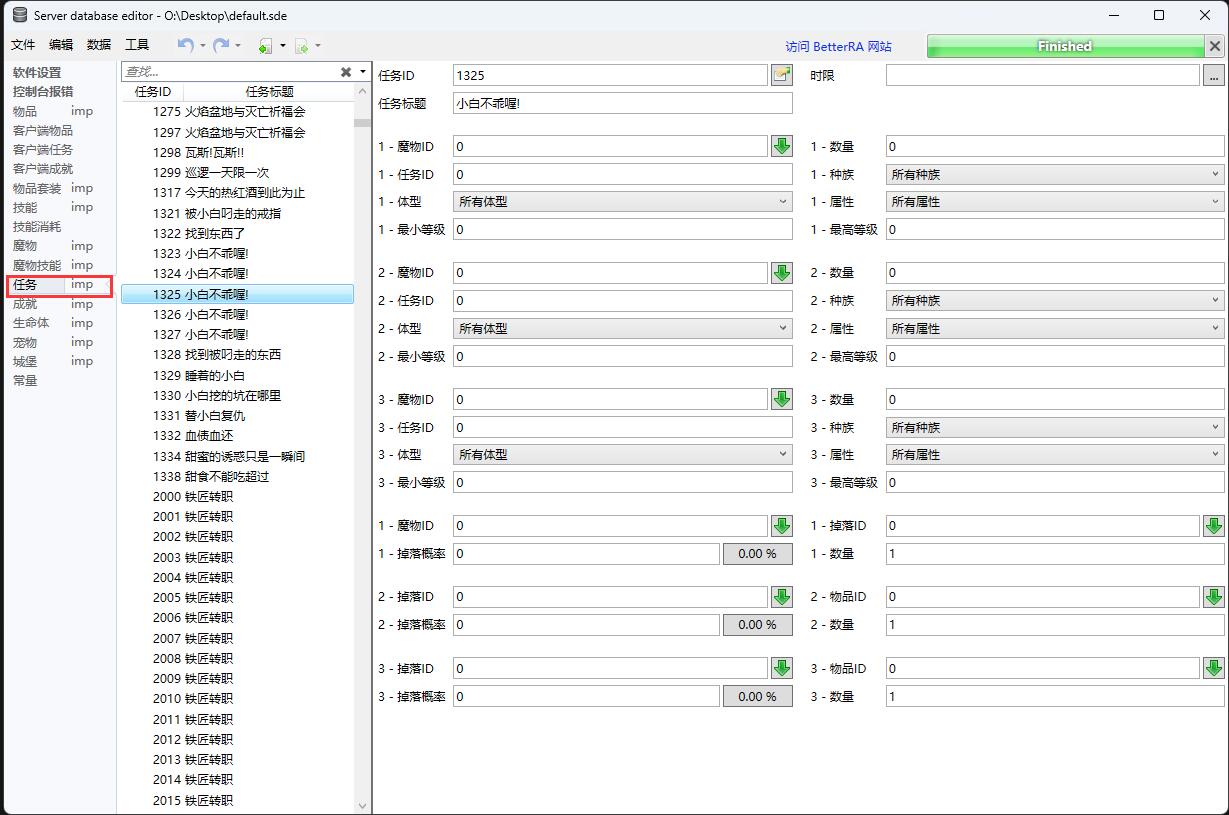 Server database editor - O:\Desktop\default.sde
文件 编辑 数据 工具 访问 BetterRA 网站 Finished
软件设置
控制台报错
物品 imp
客户端物品
客户端任务
客户端成就
物品套装 imp
技能 imp
技能消耗
魔物 imp
魔物技能 imp
任务 imp
成就 imp
生命体 imp
宠物 imp
城堡 imp
常量
查找...
任务ID 任务标题
1275 火焰盆地与灭亡祈福会
1297 火焰盆地与灭亡祈福会
1298 瓦斯!瓦斯!!
1299 巡逻一天限一次
1317 今天的热红酒到此为止
1321 被小白叼走的戒指
1322 找到东西了
1323 小白不乖喔!
1324 小白不乖喔!
1325 小白不乖喔!
1326 小白不乖喔!
1327 小白不乖喔!
1328 找到被叼走的东西
1329 睡着的小白
1330 小白挖的坑在哪里
1331 替小白复仇
1332 血债血还
1334 甜蜜的诱惑只是一瞬间
1338 甜食不能吃超过
2000 铁匠转职
2001 铁匠转职
2002 铁匠转职
2003 铁匠转职
2004 铁匠转职
2005 铁匠转职
2006 铁匠转职
2007 铁匠转职
2008 铁匠转职
2009 铁匠转职
2010 铁匠转职
2011 铁匠转职
2012 铁匠转职
2013 铁匠转职
2014 铁匠转职
2015 铁匠转职
任务ID 1325 时限 ...
任务标题 小白不乖喔!
1 - 魔物ID 0 1 - 数量 0
1 - 任务ID 0 1 - 种族 所有种族
1 - 体型 所有体型 1 - 属性 所有属性
1 - 最小等级 0 1 - 最高等级 0
2 - 魔物ID 0 2 - 数量 0
2 - 任务ID 0 2 - 种族 所有种族
2 - 体型 所有体型 2 - 属性 所有属性
2 - 最小等级 0 2 - 最高等级 0
3 - 魔物ID 0 3 - 数量 0
3 - 任务ID 0 3 - 种族 所有种族
3 - 体型 所有体型 3 - 属性 所有属性
3 - 最小等级 0 3 - 最高等级 0
1 - 魔物ID 0 1 - 掉落ID 0
1 - 掉落概率 0 0.00 % 1 - 数量 1
2 - 掉落ID 0 2 - 物品ID 0
2 - 掉落概率 0 0.00 % 2 - 数量 1
3 - 掉落ID 0 3 - 物品ID 0
3 - 掉落概率 0 0.00 % 3 - 数量 1